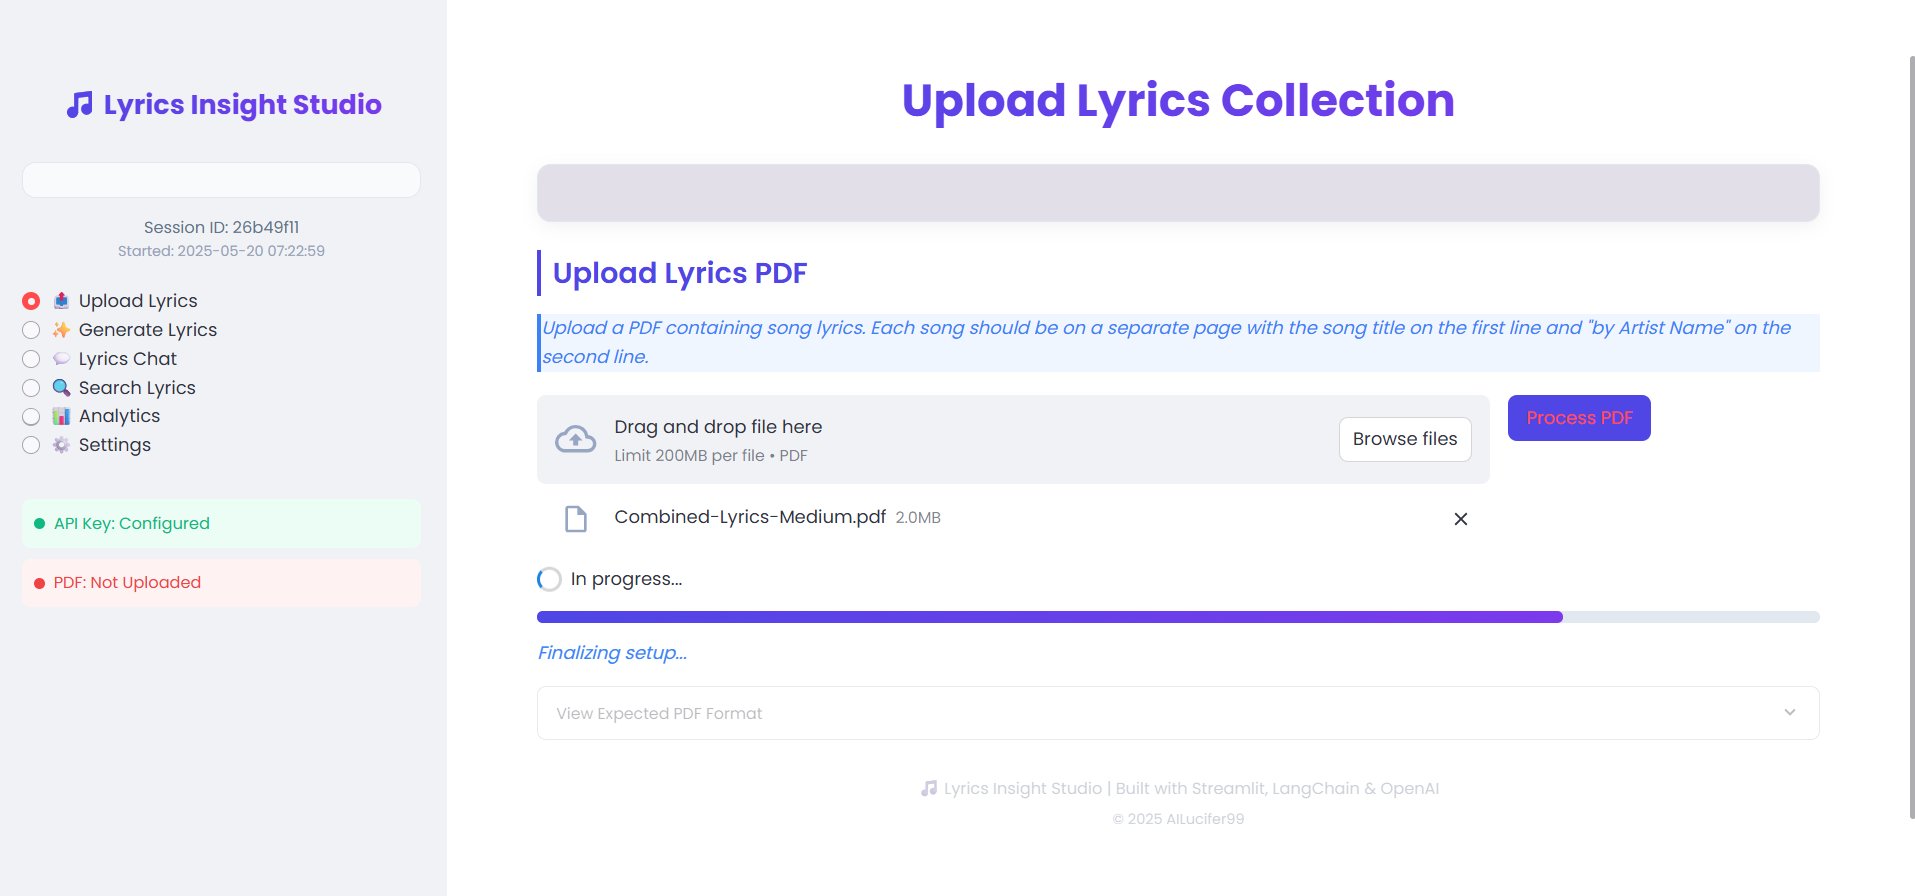 Lyrics Insight Studio
Session ID: 26b49f11
Started: 2025-05-20 07:22:59
Upload Lyrics
Generate Lyrics
Lyrics Chat
Search Lyrics
Analytics
Settings
API Key: Configured
PDF: Not Uploaded
Upload Lyrics Collection
Upload Lyrics PDF
Upload a PDF containing song lyrics. Each song should be on a separate page with the song title on the first line and "by Artist Name" on the
second line.
Drag and drop file here
Limit 200MB per file • PDF
Browse files
Process PDF
Combined-Lyrics-Medium.pdf 2.0MB
In progress...
Finalizing setup...
View Expected PDF Format
Lyrics Insight Studio | Built with Streamlit, LangChain & OpenAI
© 2025 AILucifer99